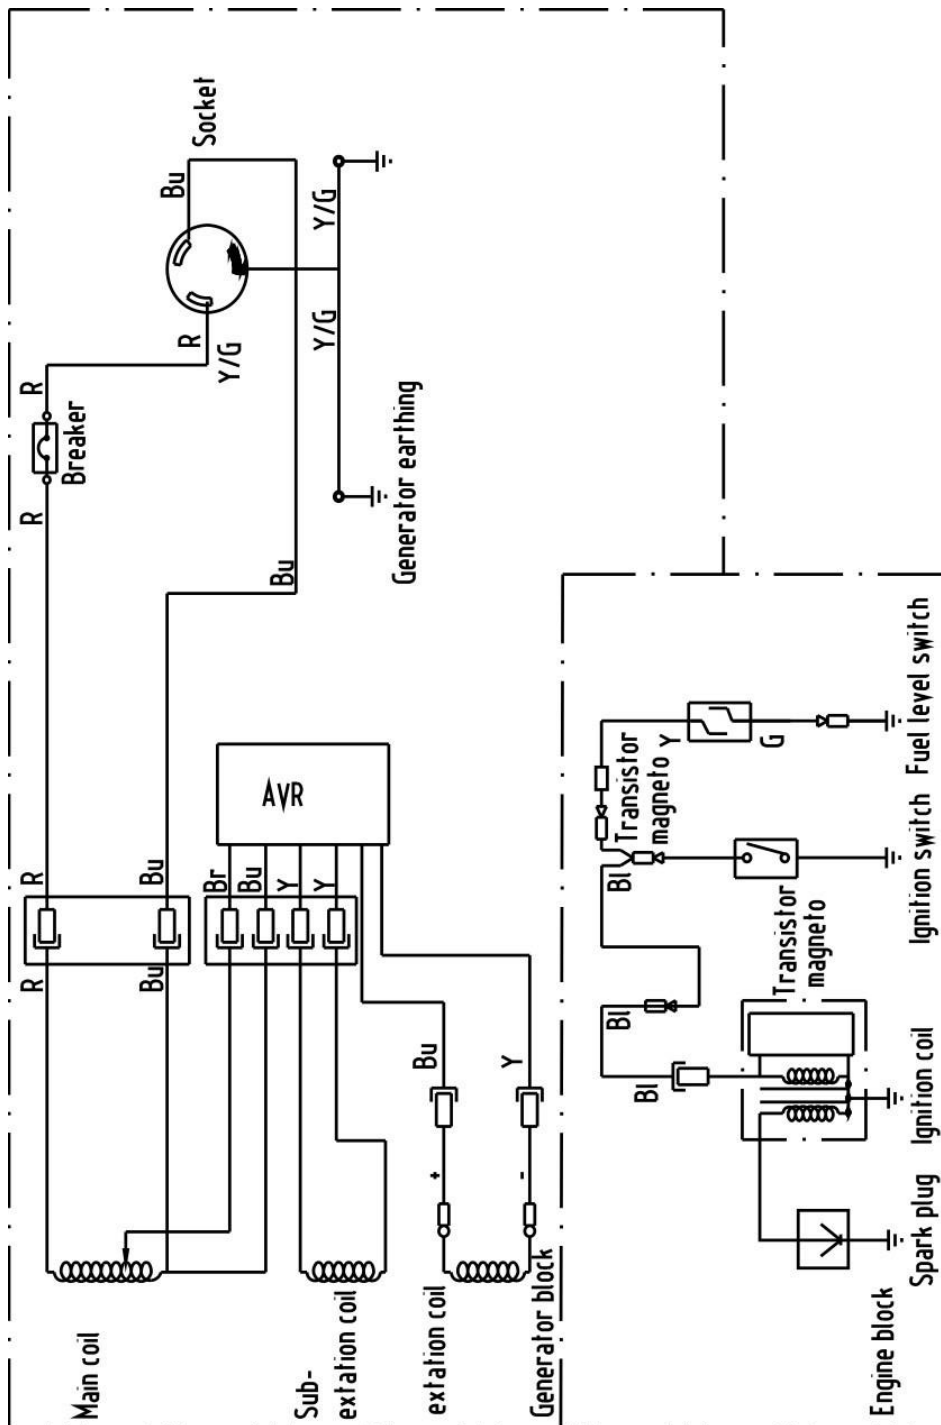 Socket
Bu
Y/G
R
Y/G
Y/G
R
Breaker
R
Generator earthing
Bu
AVR
R
Bu
Br
Bu
Y
Y
R
Bu
Bu
Y
+
-
Main coil
Sub-
extation coil
extation coil
Generator block
Fuel level switch
Y
G
Transistor
magneto
Bl
Ignition switch
Transistor
magneto
Bl
Bl
Ignition coil
Spark plug
Engine block